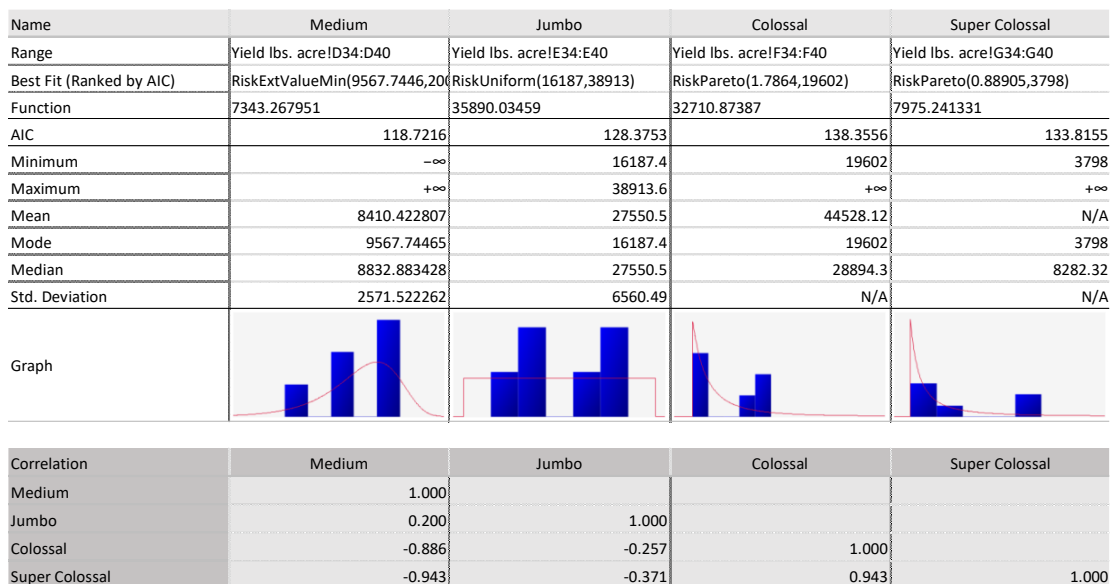 Name Medium Jumbo Colossal Super Colossal
Range Yield lbs. acre!D34:D40 Yield lbs. acre!E34:E40 Yield lbs. acre!F34:F40 Yield lbs. acre!G34:G40
Best Fit (Ranked by AIC) RiskExtValueMin(9567.7446,200 RiskUniform(16187,38913) RiskPareto(1.7864,19602) RiskPareto(0.88905,3798)
Function 7343.267951 35890.03459 32710.87387 7975.241331
AIC 118.7216 128.3753 138.3556 133.8155
Minimum −∞ 16187.4 19602 3798
Maximum +∞ 38913.6 +∞ +∞
Mean 8410.422807 27550.5 44528.12 N/A
Mode 9567.74465 16187.4 19602 3798
Median 8832.883428 27550.5 28894.3 8282.32
Std. Deviation 2571.522262 6560.49 N/A N/A
Graph
Correlation Medium Jumbo Colossal Super Colossal
Medium 1.000
Jumbo 0.200 1.000
Colossal -0.886 -0.257 1.000
Super Colossal -0.943 -0.371 0.943 1.000